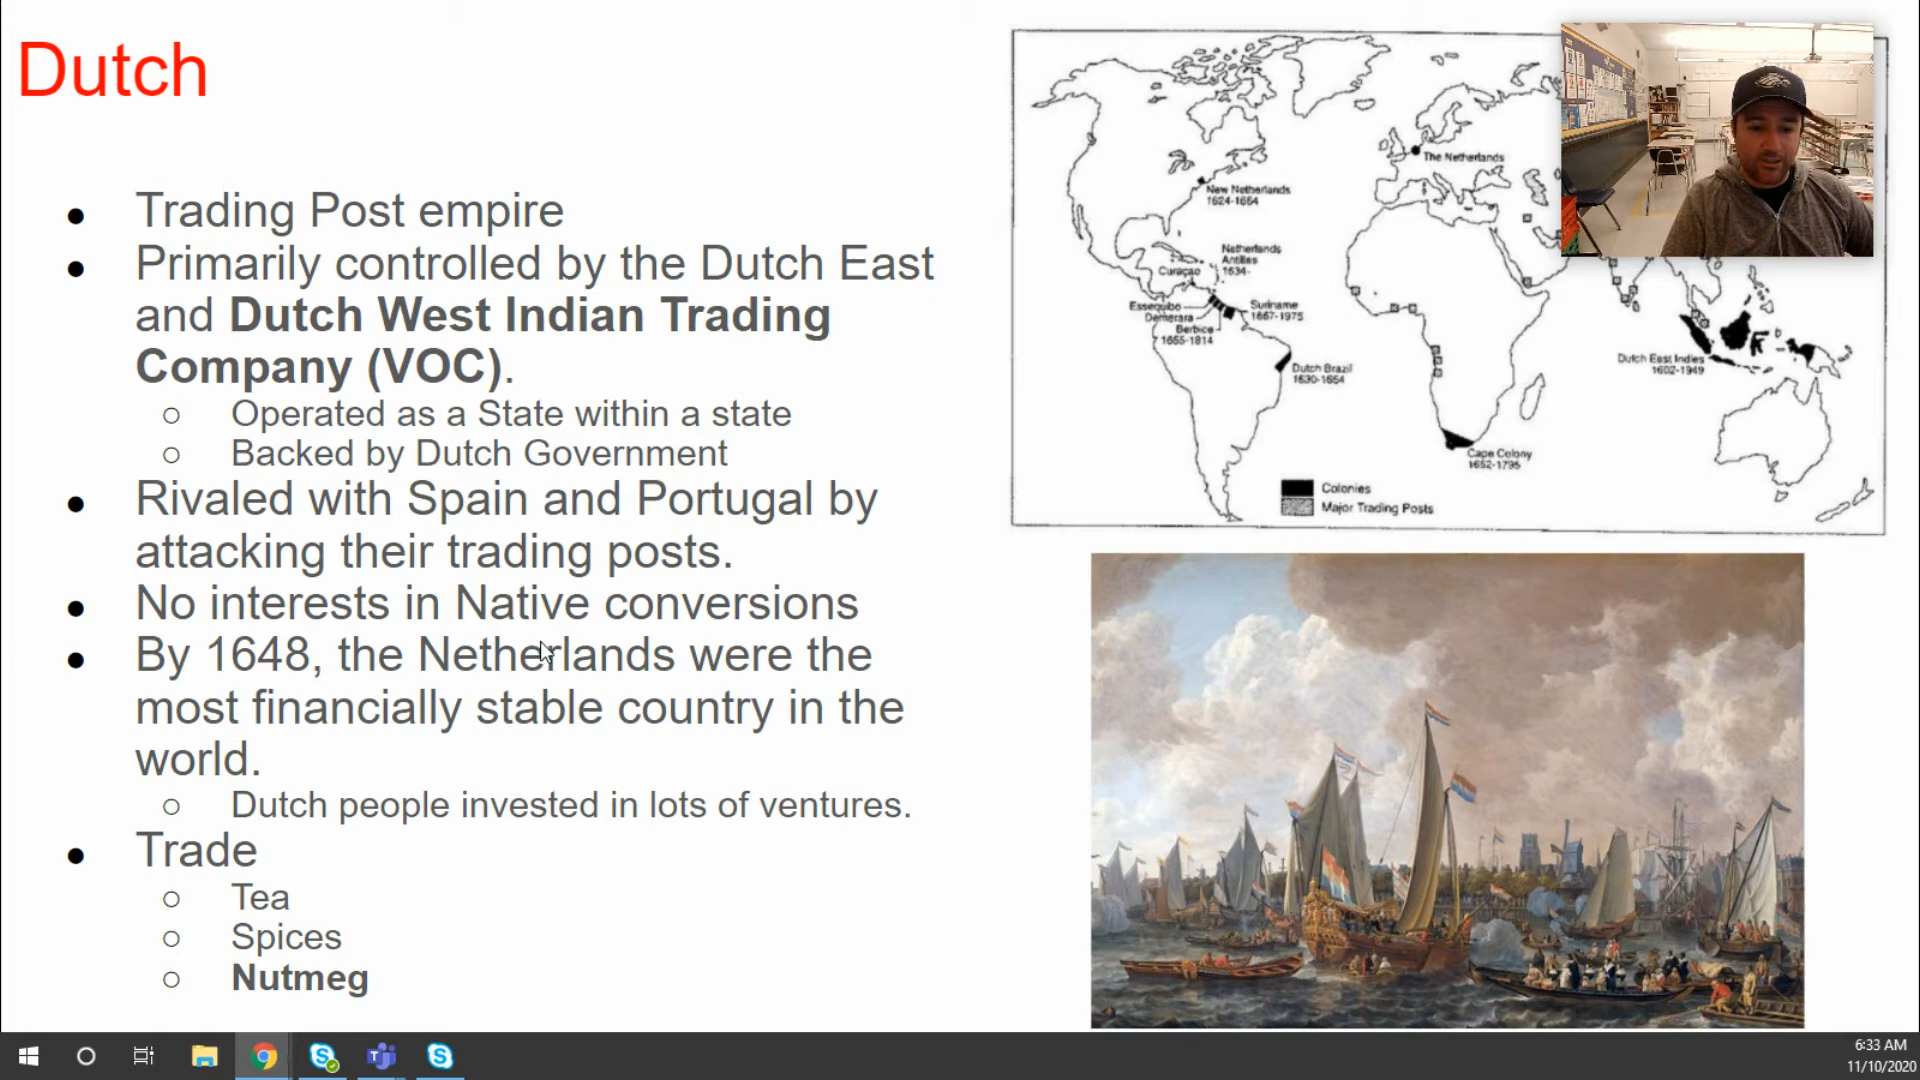 Dutch
● Trading Post empire
● Primarily controlled by the Dutch East
and Dutch West Indian Trading
Company (VOC).
○ Operated as a State within a state
○ Backed by Dutch Government
● Rivaled with Spain and Portugal by
attacking their trading posts.
● No interests in Native conversions
● By 1648, the Netherlands were the
most financially stable country in the
world.
○ Dutch people invested in lots of ventures.
● Trade
○ Tea
○ Spices
○ Nutmeg
The Netherlands
New Netherlands
1624-1664
Netherlands
Antilles
1634-
Curaçao
Essequibo
Demerara
Berbice
1655-1814
Suriname
1667-1975
Dutch Brazil
1630-1654
Dutch East Indies
1602-1949
Cape Colony
1652-1795
Colonies
Major Trading Posts
6:33 AM
11/10/2020